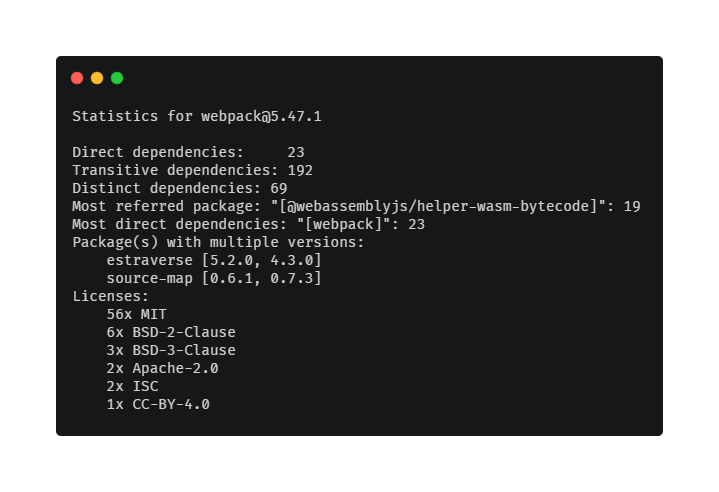 Statistics for webpack@5.47.1
Direct dependencies:     23
Transitive dependencies: 192
Distinct dependencies: 69
Most referred package: "[@webassemblyjs/helper-wasm-bytecode]": 19
Most direct dependencies: "[webpack]": 23
Package(s) with multiple versions:
    estraverse [5.2.0, 4.3.0]
    source-map [0.6.1, 0.7.3]
Licenses:
    56x MIT
    6x BSD-2-Clause
    3x BSD-3-Clause
    2x Apache-2.0
    2x ISC
    1x CC-BY-4.0